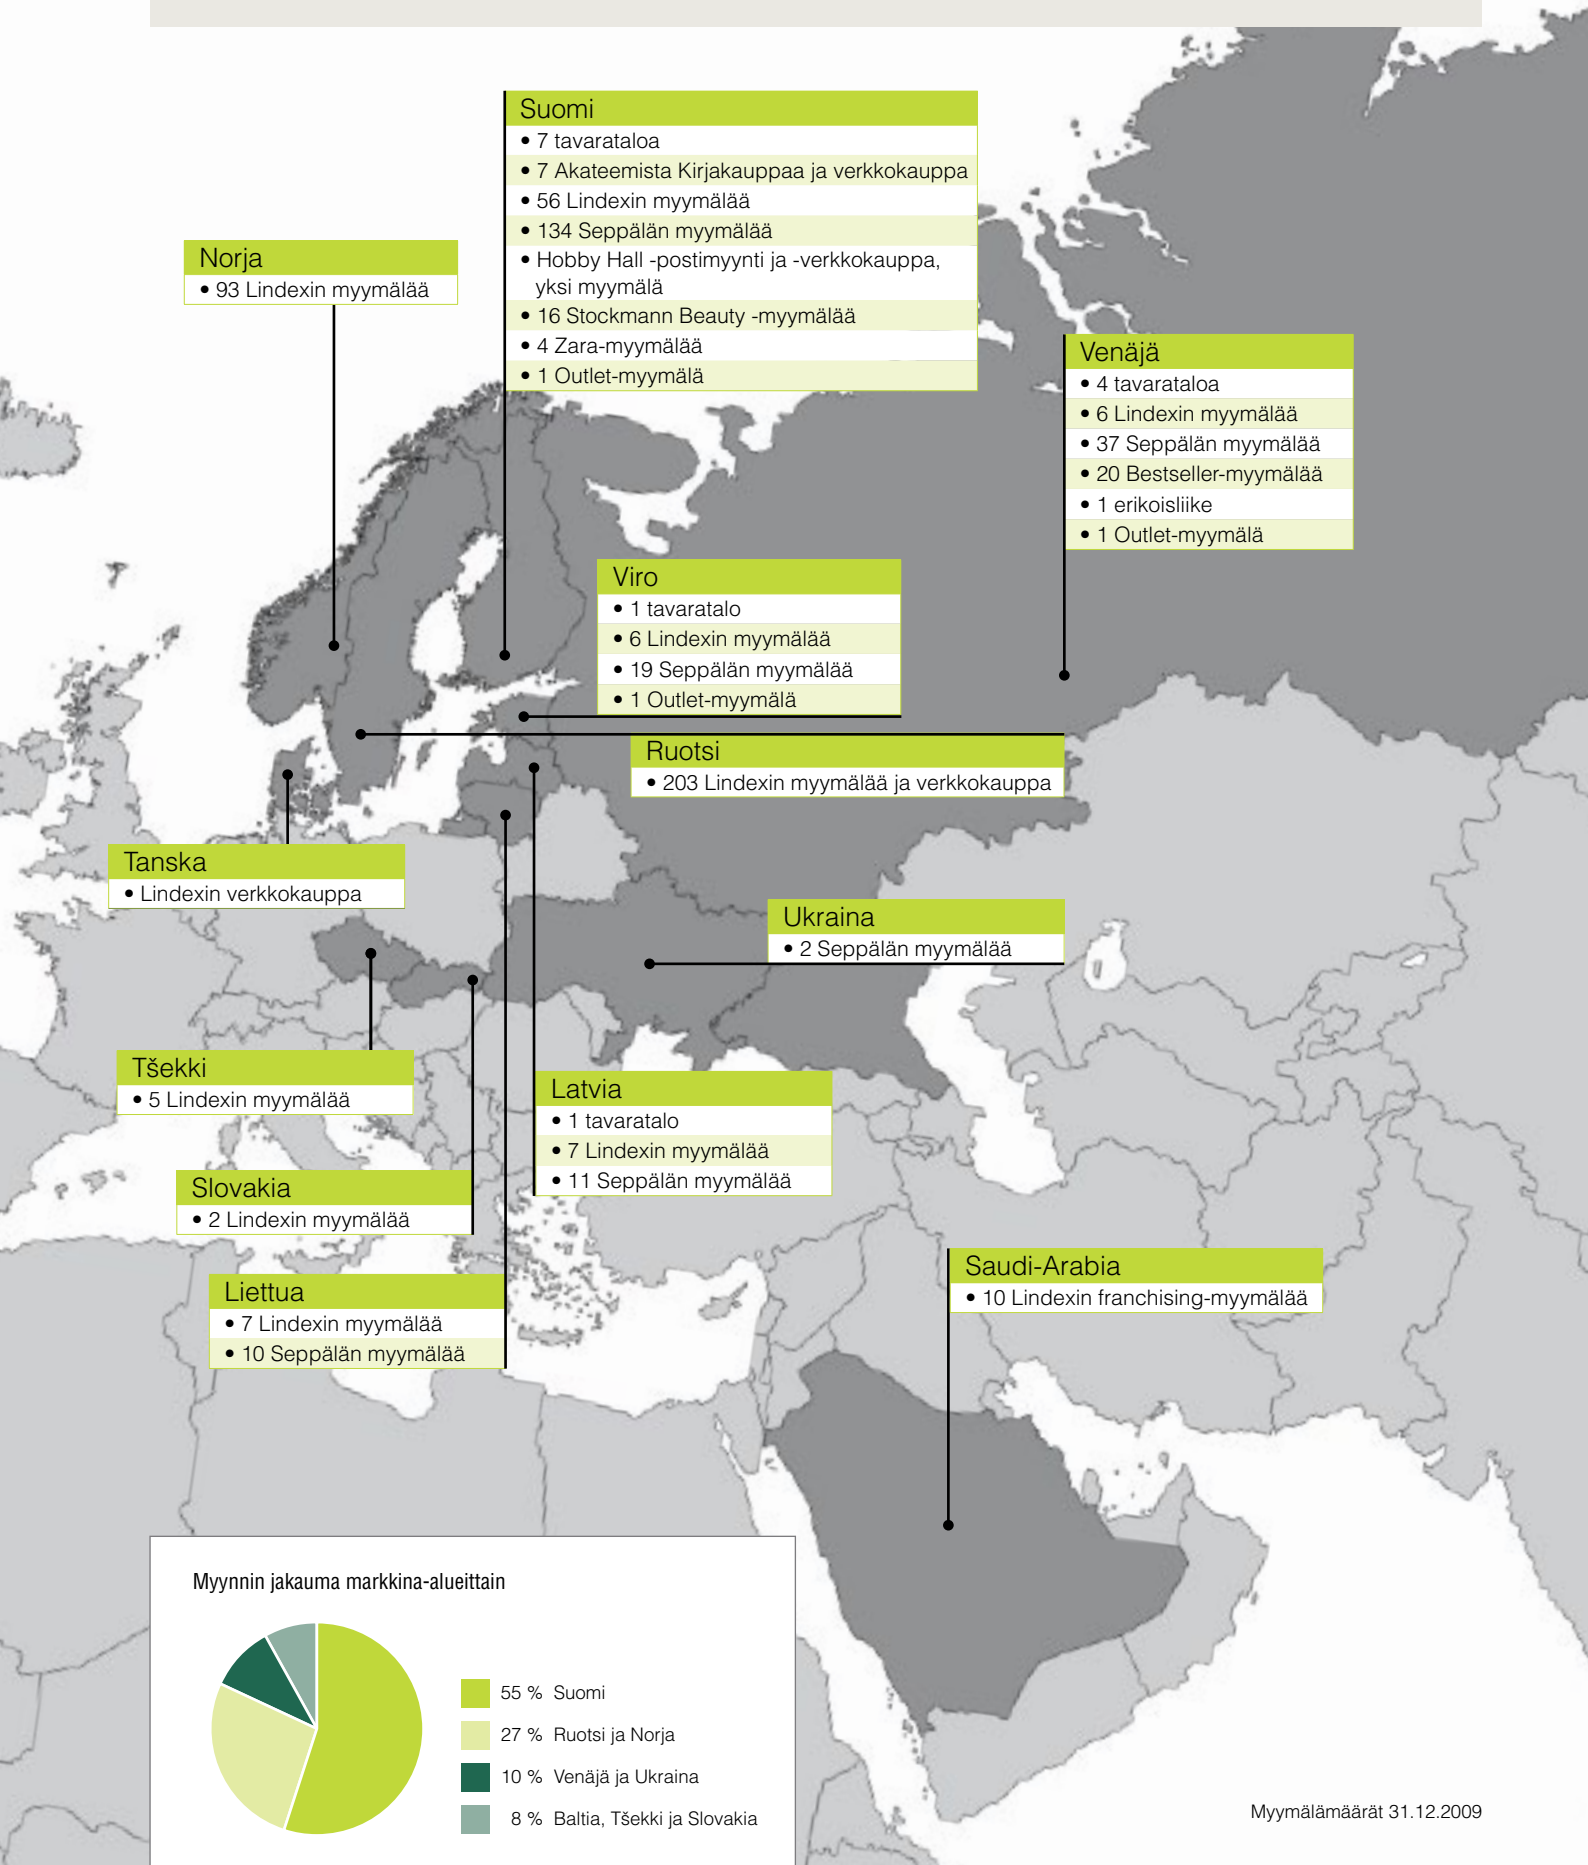 Suomi
• 7 tavarataloa
• 7 Akateemista Kirjakauppaa ja verkkokauppa
• 56 Lindexin myymälää
• 134 Seppälän myymälää
• Hobby Hall -postimyynti ja -verkkokauppa,
yksi myymälä
• 16 Stockmann Beauty -myymälää
• 4 Zara-myymälää
• 1 Outlet-myymälä
Norja
• 93 Lindexin myymälää
Venäjä
• 4 tavarataloa
• 6 Lindexin myymälää
• 37 Seppälän myymälää
• 20 Bestseller-myymälää
• 1 erikoisliike
• 1 Outlet-myymälä
Viro
• 1 tavaratalo
• 6 Lindexin myymälää
• 19 Seppälän myymälää
• 1 Outlet-myymälä
Ruotsi
• 203 Lindexin myymälää ja verkkokauppa
Tanska
• Lindexin verkkokauppa
Ukraina
• 2 Seppälän myymälää
Tšekki
• 5 Lindexin myymälää
Latvia
• 1 tavaratalo
• 7 Lindexin myymälää
• 11 Seppälän myymälää
Slovakia
• 2 Lindexin myymälää
Liettua
• 7 Lindexin myymälää
• 10 Seppälän myymälää
Saudi-Arabia
• 10 Lindexin franchising-myymälää
Myynnin jakauma markkina-alueittain
55 % Suomi
27 % Ruotsi ja Norja
10 % Venäjä ja Ukraina
8 % Baltia, Tšekki ja Slovakia
Myymälämäärät 31.12.2009